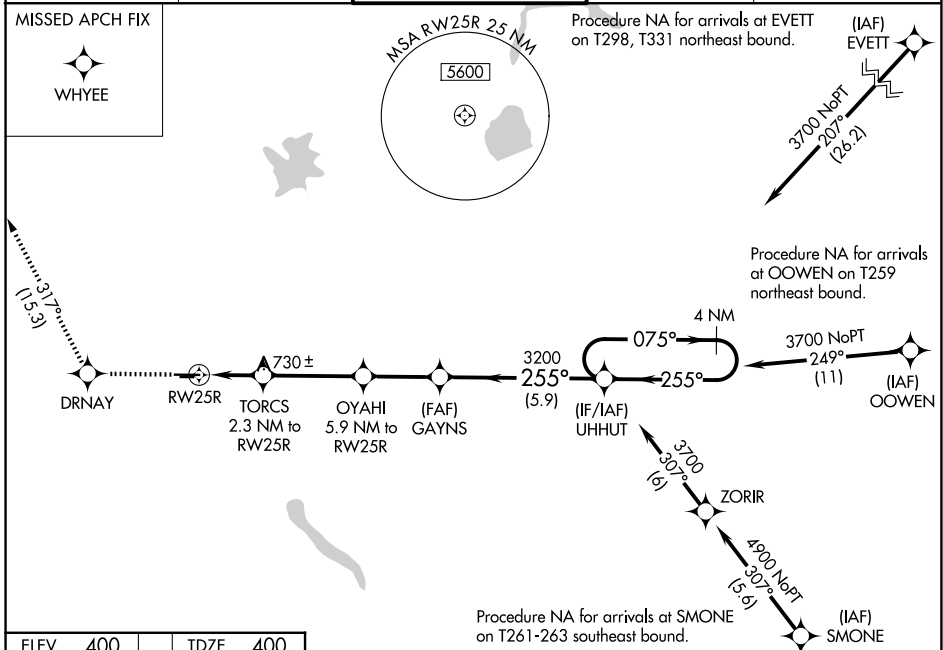 MISSED APCH FIX
WHYEE
MSA RW25R 25 NM
5600
Procedure NA for arrivals at EVETT
on T298, T331 northeast bound.
(IAF)
EVETT
3700 NoPT
207°
(26.2)
Procedure NA for arrivals
at OOWEN on T259
northeast bound.
317°
(15.3)
4 NM
075°
3700 NoPT
249°
(11)
(IAF)
OOWEN
730 ±
3200
255°
(5.9)
255°
DRNAY
RW25R
TORCS
2.3 NM to
RW25R
OYAHI
5.9 NM to
RW25R
(FAF)
GAYNS
(IF/IAF)
UHHUT
3700
307°
(6)
ZORIR
4900 NoPT
307°
(5.6)
Procedure NA for arrivals at SMONE
on T261-263 southeast bound.
(IAF)
SMONE
ELEV 400
TDZE 400